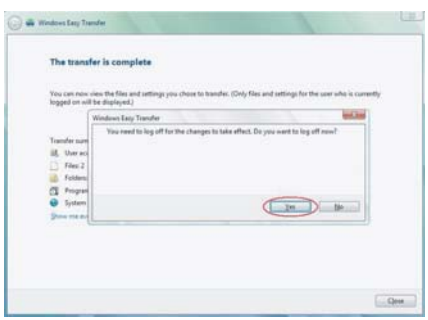 Windows Easy Transfer
The transfer is complete
You can now view the files and settings you chose to transfer. (Only files and settings for the user who is currently
logged on will be displayed.)
Windows Easy Transfer
You need to log off for the changes to take effect. Do you want to log off now?
Transfer sum
User acc
Files: 2
Folders:
Program
System
Show me
Yes
No
Close